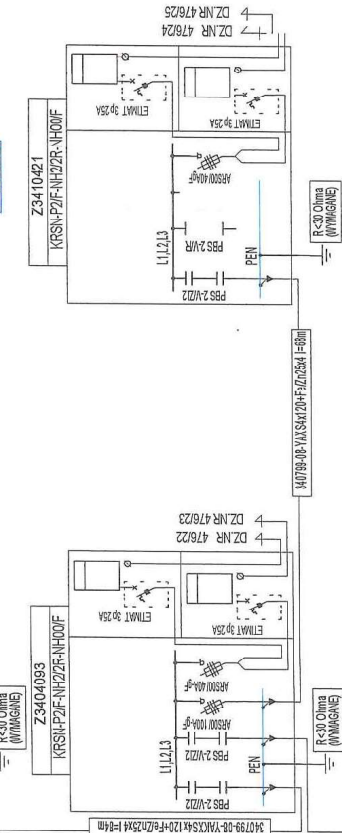 DZ.NR 476/25
DZ.NR 476/24
Z3410421
KRSN-P2/F-NH2/2R-NH00/F
ETIMAT 3p 25A
ETIMAT 3p 25A
L1,L2,L3
ARS00/40AgF
PBS 2-V/R
PBS 2-V/Z/2
PEN
R<30 Ohma
(WYMAGANE)
340799-08-YAXS4x120+Fe/Zn25x4 l=68m
DZ.NR 476/23
DZ.NR 476/22
Z3404093
KRSN-P2/F-NH2/2F-NH00/F
ETIMAT 3p 25A
ETIMAT 3p 25A
L1,L2,L3
ARS00/40A-gF
ARS00/100A-gF
PBS 2-V/Z/2
PBS 2-V/Z/2
PEN
R<30 Ohma
(WYMAGANE)
R<30 Ohma
(WYMAGANE)
340799-08-YAKXS4x120+Fe/Zn25x4 l=84m